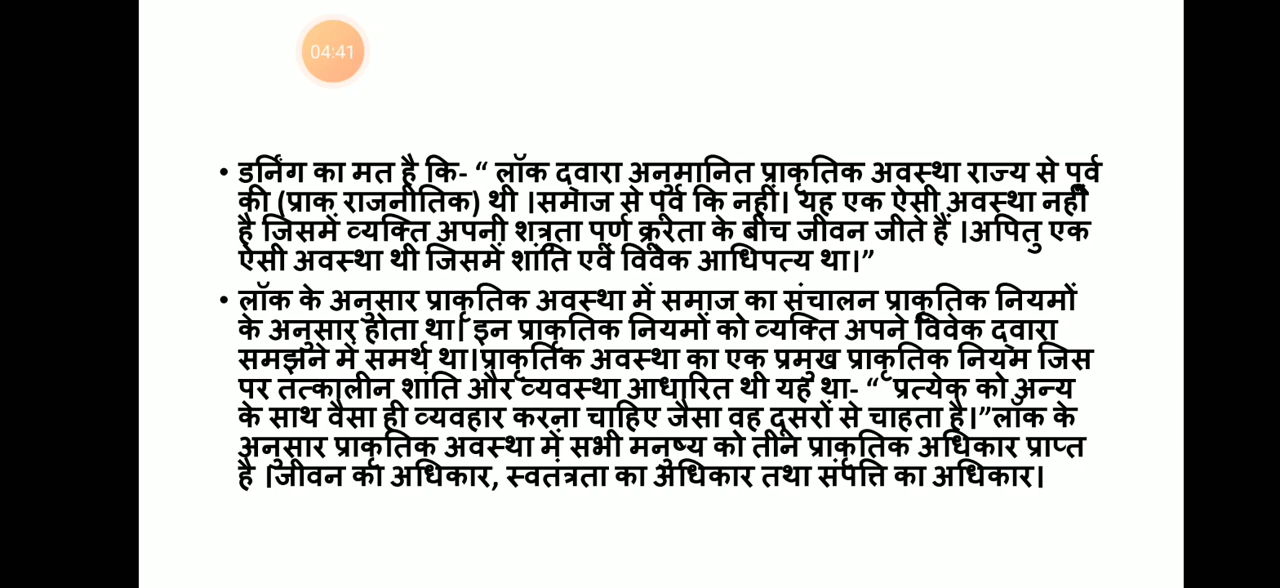 04:41
• डर्निंग का मत है कि- “ लॉक द्वारा अनुमानित प्राकृतिक अवस्था राज्य से पूर्व
की (प्राक् राजनीतिक) थी ।समाज से पूर्व कि नहीं। यह एक ऐसी अवस्था नहीं
है जिसमें व्यक्ति अपनी शत्रुता पूर्ण क्रूरता के बीच जीवन जीते हैं ।अपितु एक
ऐसी अवस्था थी जिसमें शांति एवं विवेक आधिपत्य था।”
• लॉक के अनुसार प्राकृतिक अवस्था में समाज का संचालन प्राकृतिक नियमों
के अनुसार होता था। इन प्राकृतिक नियमों को व्यक्ति अपने विवेक द्वारा
समझने में समर्थ था।प्राकृतिक अवस्था का एक प्रमुख प्राकृतिक नियम जिस
पर तत्कालीन शांति और व्यवस्था आधारित थी यह था- “ प्रत्येक को अन्य
के साथ वैसा ही व्यवहार करना चाहिए जैसा वह दूसरों से चाहता है।”लॉक के
अनुसार प्राकृतिक अवस्था में सभी मनुष्य को तीन प्राकृतिक अधिकार प्राप्त
है ।जीवन का अधिकार, स्वतंत्रता का अधिकार तथा संपत्ति का अधिकार।